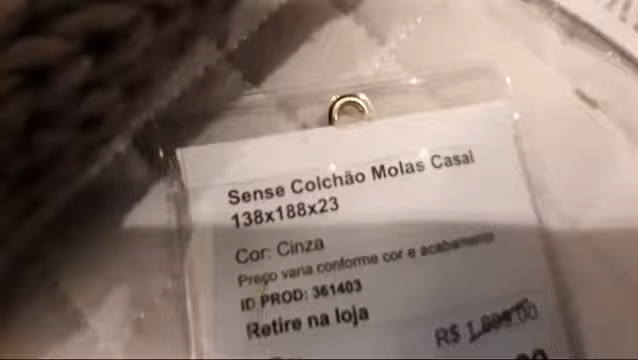 Sense Colchão Molas Casal
138x188x23
Cor: Cinza
Preço varia conforme cor e acabamento
ID PROD: 361403
Retire na loja
R$